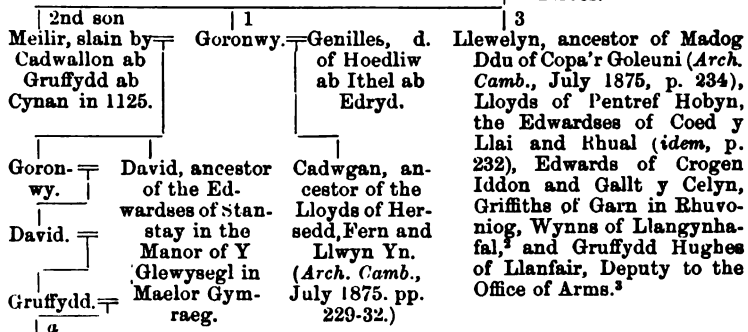 2nd son
Meilir, slain by
Cadwallon ab
Gruffydd ab
Cynan in 1125.
1
Goronwy.
Genilles, d.
of Hoedliw
ab Ithel ab
Edryd.
3
Llewelyn, ancestor of Madog
Ddu of Copa'r Goleuni (Arch.
Camb., July 1875, p. 234),
Lloyds of Pentref Hobyn,
the Edwardses of Coed y
Llai and Rhual (idem, p.
232), Edwards of Crogen
Iddon and Gallt y Celyn,
Griffiths of Garn in Rhuvo-
niog, Wynns of Llangynha-
fal,² and Gruffydd Hughes
of Llanfair, Deputy to the
Office of Arms.³
Goron-
wy.
David.
Gruffydd.
a
David, ancestor
of the Ed-
wardses of Stan-
stay in the
Manor of Y
Glewysegl in
Maelor Gym-
raeg.
Cadwgan, an-
cestor of the
Lloyds of Her-
sedd, Fern and
Llwyn Yn.
(Arch. Camb.,
July 1875. pp.
229-32.)